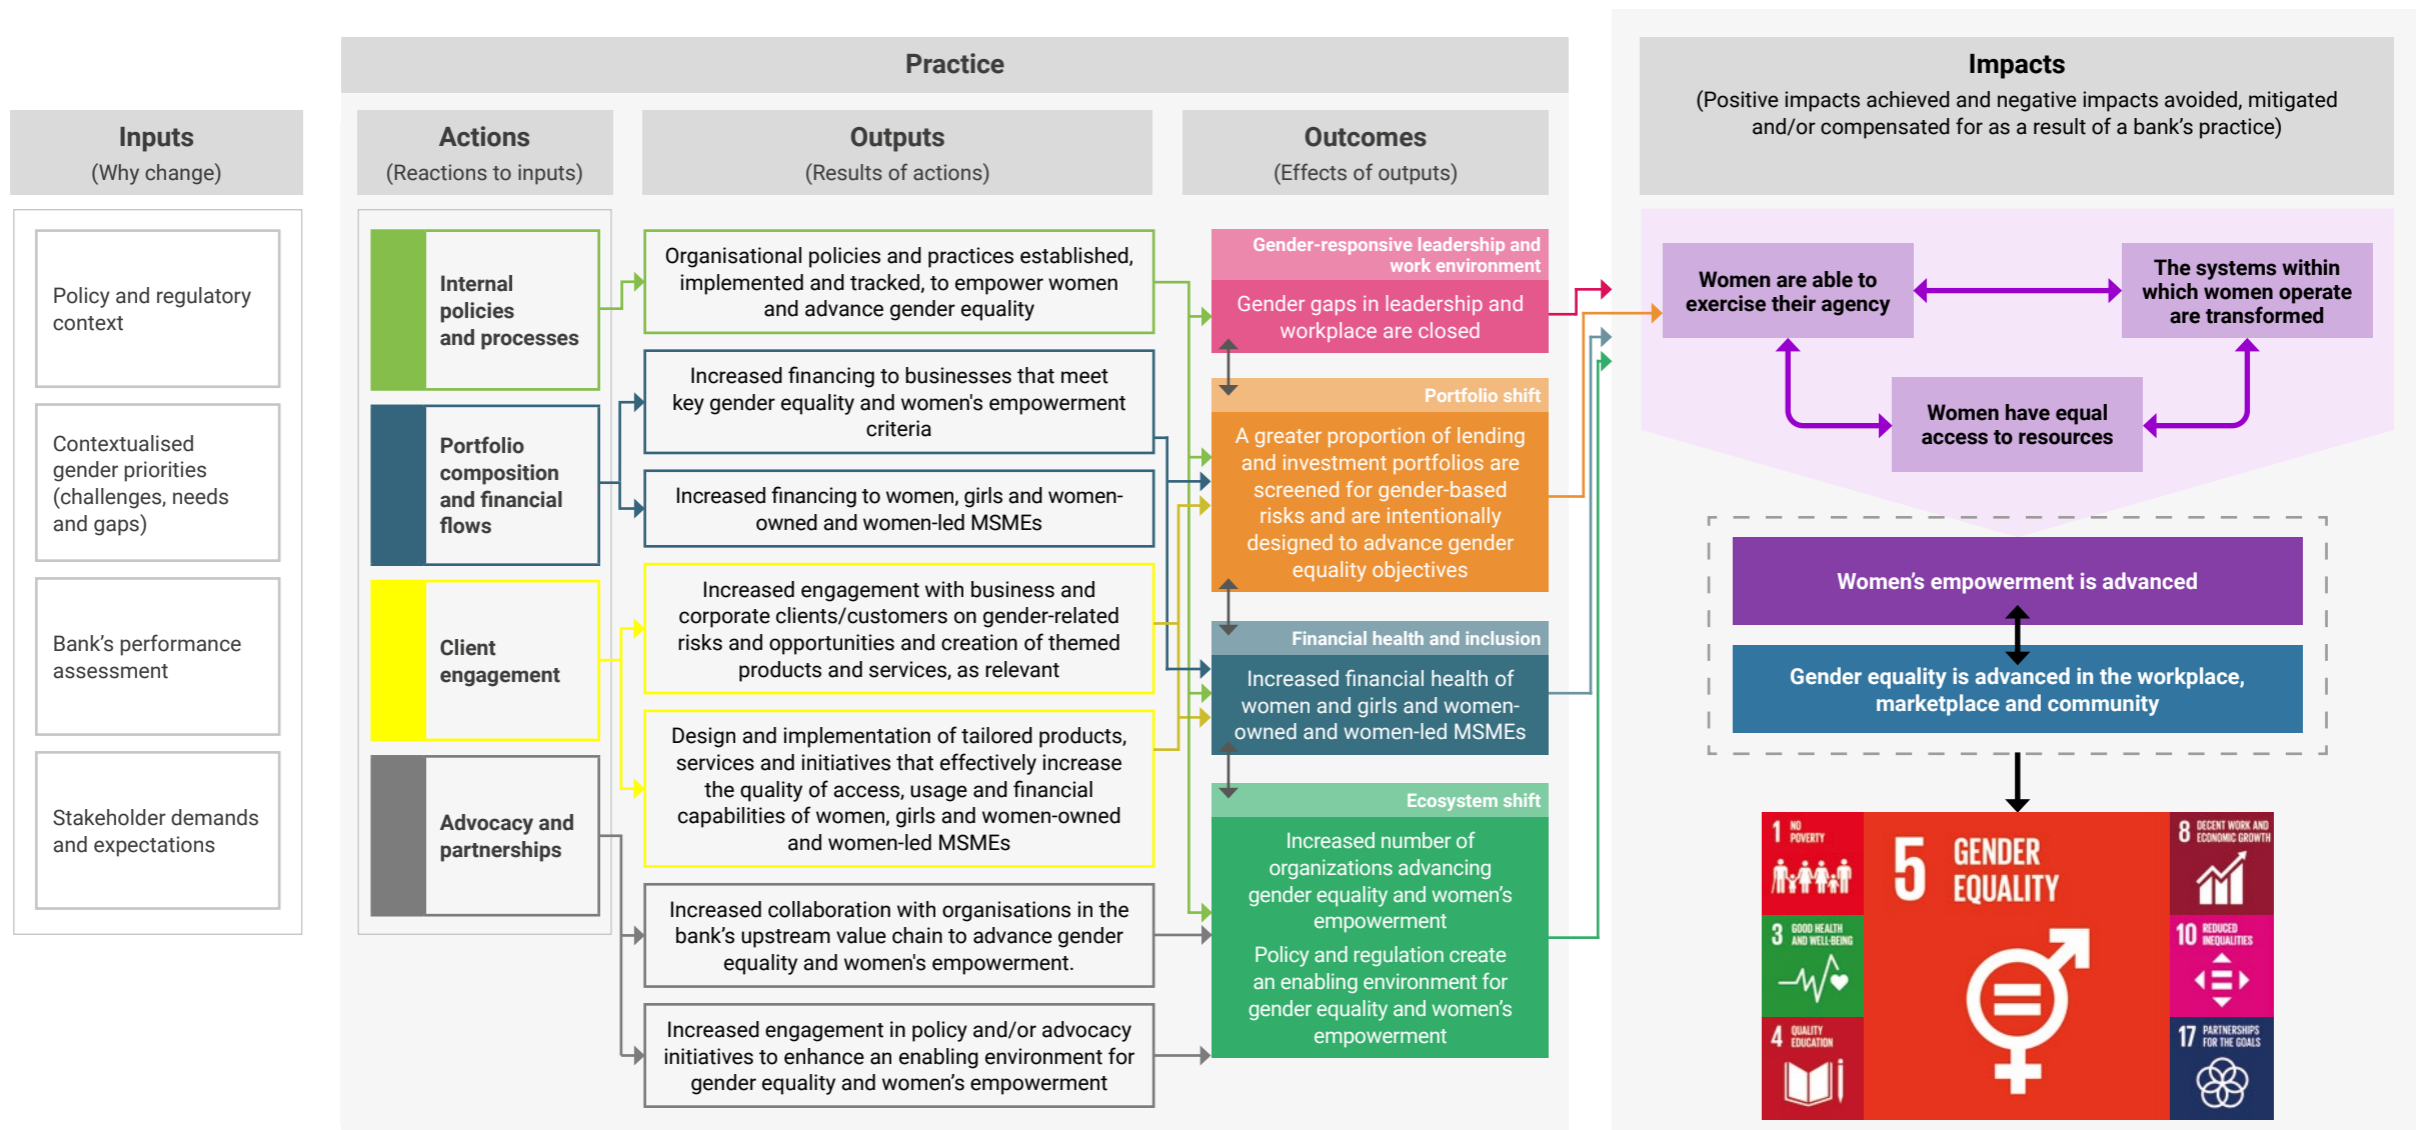 Practice
Impacts
(Positive impacts achieved and negative impacts avoided, mitigated
and/or compensated for as a result of a bank's practice)
Inputs
(Why change)
Actions
(Reactions to inputs)
Outputs
(Results of actions)
Outcomes
(Effects of outputs)
Policy and regulatory
context
Contextualised
gender priorities
(challenges, needs
and gaps)
Bank's performance
assessment
Stakeholder demands
and expectations
Internal
policies
and processes
Portfolio
composition
and financial
flows
Client
engagement
Advocacy and
partnerships
Organisational policies and practices established,
implemented and tracked, to empower women
and advance gender equality
Increased financing to businesses that meet
key gender equality and women's empowerment
criteria
Increased financing to women, girls and women-
owned and women-led MSMEs
Increased engagement with business and
corporate clients/customers on gender-related
risks and opportunities and creation of themed
products and services, as relevant
Design and implementation of tailored products,
services and initiatives that effectively increase
the quality of access, usage and financial
capabilities of women, girls and women-owned
and women-led MSMEs
Increased collaboration with organisations in the
bank's upstream value chain to advance gender
equality and women's empowerment.
Increased engagement in policy and/or advocacy
initiatives to enhance an enabling environment for
gender equality and women's empowerment
Gender-responsive leadership and
work environment
Gender gaps in leadership and
workplace are closed
Portfolio shift
A greater proportion of lending
and investment portfolios are
screened for gender-based
risks and are intentionally
designed to advance gender
equality objectives
Financial health and inclusion
Increased financial health of
women and girls and women-
owned and women-led MSMEs
Ecosystem shift
Increased number of
organizations advancing
gender equality and women's
empowerment
Policy and regulation create
an enabling environment for
gender equality and women's
empowerment
Women are able to
exercise their agency
The systems within
which women operate
are transformed
Women have equal
access to resources
Women's empowerment is advanced
Gender equality is advanced in the workplace,
marketplace and community
1 NO
POVERTY
3 GOOD HEALTH
AND WELL-BEING
4 QUALITY
EDUCATION
5 GENDER
EQUALITY
8 DECENT WORK AND
ECONOMIC GROWTH
10 REDUCED
INEQUALITIES
17 PARTNERSHIPS
FOR THE GOALS